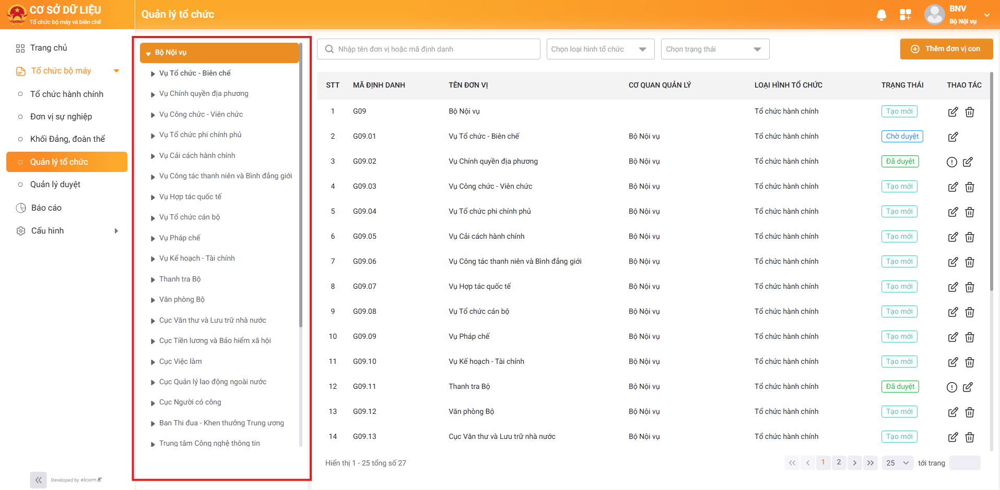 CƠ SỞ DỮ LIỆU
Tổ chức bộ máy và biên chế
Quản lý tổ chức
BNV
Bộ Nội vụ
Trang chủ
Tổ chức bộ máy
Tổ chức hành chính
Đơn vị sự nghiệp
Khối Đảng, đoàn thể
Quản lý tổ chức
Quản lý duyệt
Báo cáo
Cấu hình
Developed by elcom
Bộ Nội vụ
Vụ Tổ chức - Biên chế
Vụ Chính quyền địa phương
Vụ Công chức - Viên chức
Vụ Tổ chức phi chính phủ
Vụ Cải cách hành chính
Vụ Công tác thanh niên và Bình đẳng giới
Vụ Hợp tác quốc tế
Vụ Tổ chức cán bộ
Vụ Pháp chế
Vụ Kế hoạch - Tài chính
Thanh tra Bộ
Văn phòng Bộ
Cục Văn thư và Lưu trữ nhà nước
Cục Tiền lương và Bảo hiểm xã hội
Cục Việc làm
Cục Quản lý lao động ngoài nước
Cục Người có công
Ban Thi đua - Khen thưởng Trung ương
Trung tâm Công nghệ thông tin
Nhập tên đơn vị hoặc mã định danh
Chọn loại hình tổ chức
Chọn trạng thái
Thêm đơn vị con
STT MÃ ĐỊNH DANH TÊN ĐƠN VỊ CƠ QUAN QUẢN LÝ LOẠI HÌNH TỔ CHỨC TRẠNG THÁI THAO TÁC
1 G09 Bộ Nội vụ Tổ chức hành chính Tạo mới
2 G09.01 Vụ Tổ chức - Biên chế Bộ Nội vụ Tổ chức hành chính Chờ duyệt
3 G09.02 Vụ Chính quyền địa phương Bộ Nội vụ Tổ chức hành chính Đã duyệt
4 G09.03 Vụ Công chức - Viên chức Bộ Nội vụ Tổ chức hành chính Tạo mới
5 G09.04 Vụ Tổ chức phi chính phủ Bộ Nội vụ Tổ chức hành chính Tạo mới
6 G09.05 Vụ Cải cách hành chính Bộ Nội vụ Tổ chức hành chính Tạo mới
7 G09.06 Vụ Công tác thanh niên và Bình đẳng giới Bộ Nội vụ Tổ chức hành chính Tạo mới
8 G09.07 Vụ Hợp tác quốc tế Bộ Nội vụ Tổ chức hành chính Tạo mới
9 G09.08 Vụ Tổ chức cán bộ Bộ Nội vụ Tổ chức hành chính Tạo mới
10 G09.09 Vụ Pháp chế Bộ Nội vụ Tổ chức hành chính Tạo mới
11 G09.10 Vụ Kế hoạch - Tài chính Bộ Nội vụ Tổ chức hành chính Tạo mới
12 G09.11 Thanh tra Bộ Bộ Nội vụ Tổ chức hành chính Đã duyệt
13 G09.12 Văn phòng Bộ Bộ Nội vụ Tổ chức hành chính Tạo mới
14 G09.13 Cục Văn thư và Lưu trữ nhà nước Bộ Nội vụ Tổ chức hành chính Tạo mới
Hiển thị 1 - 25 tổng số 27
1 2 25 tới trang